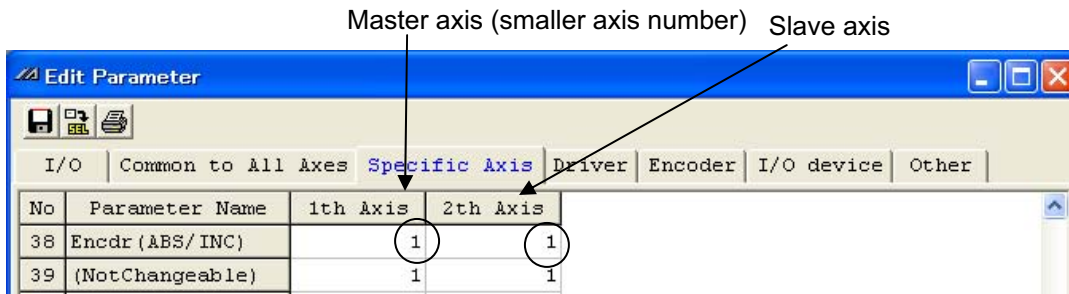 Master axis (smaller axis number) Slave axis
Edit Parameter
SEL
I/O Common to All Axes Specific Axis Driver Encoder I/O device Other
No Parameter Name 1th Axis 2th Axis
38 Encdr(ABS/INC) 1 1
39 (NotChangeable) 1 1